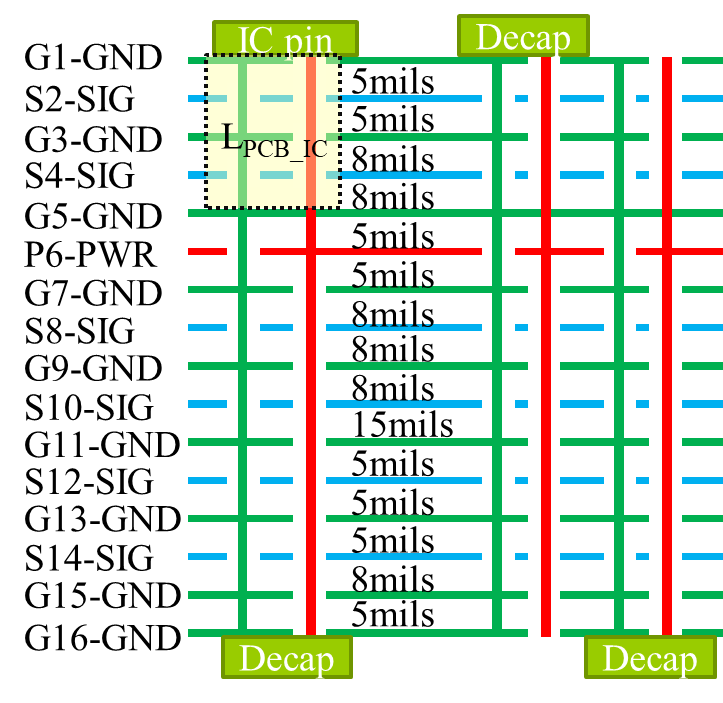 IC pin
Decap
G1-GND
5mils
S2-SIG
5mils
G3-GND
LPCB_IC
8mils
S4-SIG
8mils
G5-GND
5mils
P6-PWR
5mils
G7-GND
8mils
S8-SIG
8mils
G9-GND
8mils
S10-SIG
15mils
G11-GND
5mils
S12-SIG
5mils
G13-GND
5mils
S14-SIG
8mils
G15-GND
5mils
G16-GND
Decap
Decap